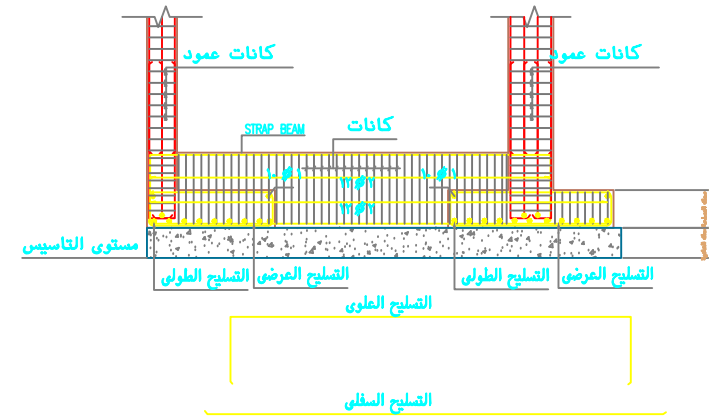 كانات عمود
كانات عمود
STRAP BEAM
كانات
مستوى التاسيس
التسليح الطولى
التسليح العرضى
التسليح الطولى
التسليح العرضى
التسليح العلوى
التسليح السفلى